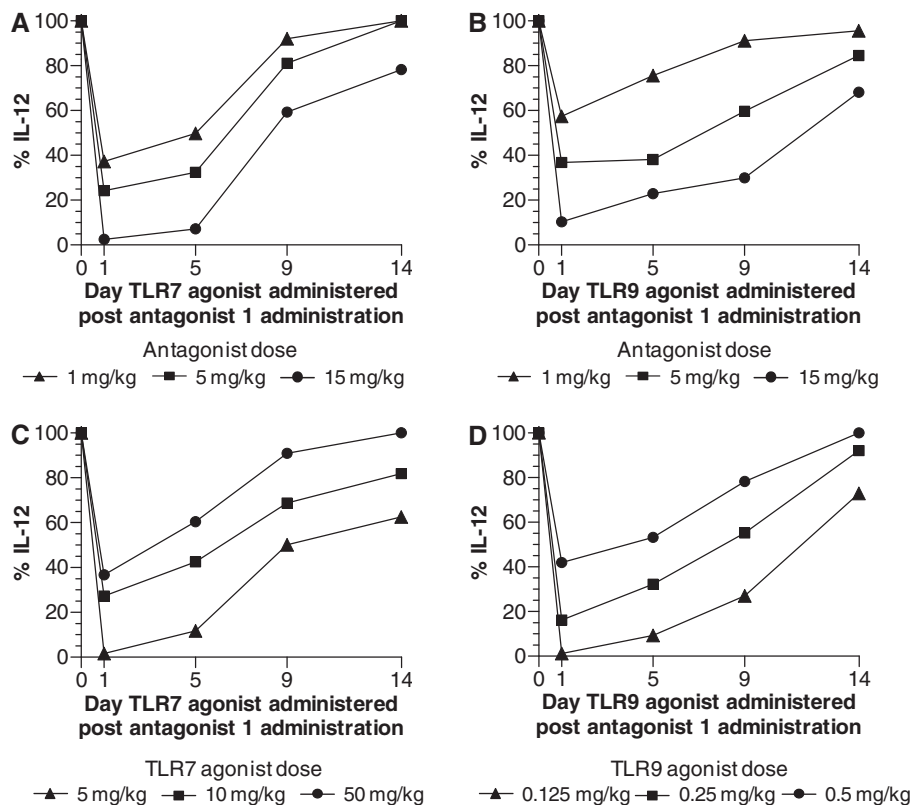 A
100
80
60
40
20
0
% IL-12
0 1 5 9 14
Day TLR7 agonist administered
post antagonist 1 administration
Antagonist dose
1 mg/kg 5 mg/kg 15 mg/kg
B
100
80
60
40
20
0
% IL-12
0 1 5 9 14
Day TLR9 agonist administered
post antagonist 1 administration
Antagonist dose
1 mg/kg 5 mg/kg 15 mg/kg
C
100
80
60
40
20
0
% IL-12
0 1 5 9 14
Day TLR7 agonist administered
post antagonist 1 administration
TLR7 agonist dose
5 mg/kg 10 mg/kg 50 mg/kg
D
100
80
60
40
20
0
% IL-12
0 1 5 9 14
Day TLR9 agonist administered
post antagonist 1 administration
TLR9 agonist dose
0.125 mg/kg 0.25 mg/kg 0.5 mg/kg